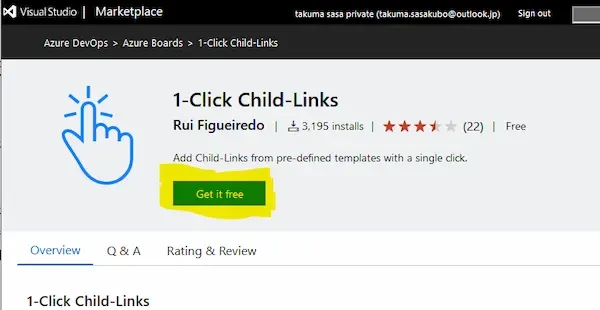 Visual Studio | Marketplace takuma sasa private (takuma.sasakubo@outlook.jp) Sign out
Azure DevOps > Azure Boards > 1-Click Child-Links
1-Click Child-Links
Rui Figueiredo | 3,195 installs | (22) | Free
Add Child-Links from pre-defined templates with a single click.
Get it free
Overview Q & A Rating & Review
1-Click Child-Links